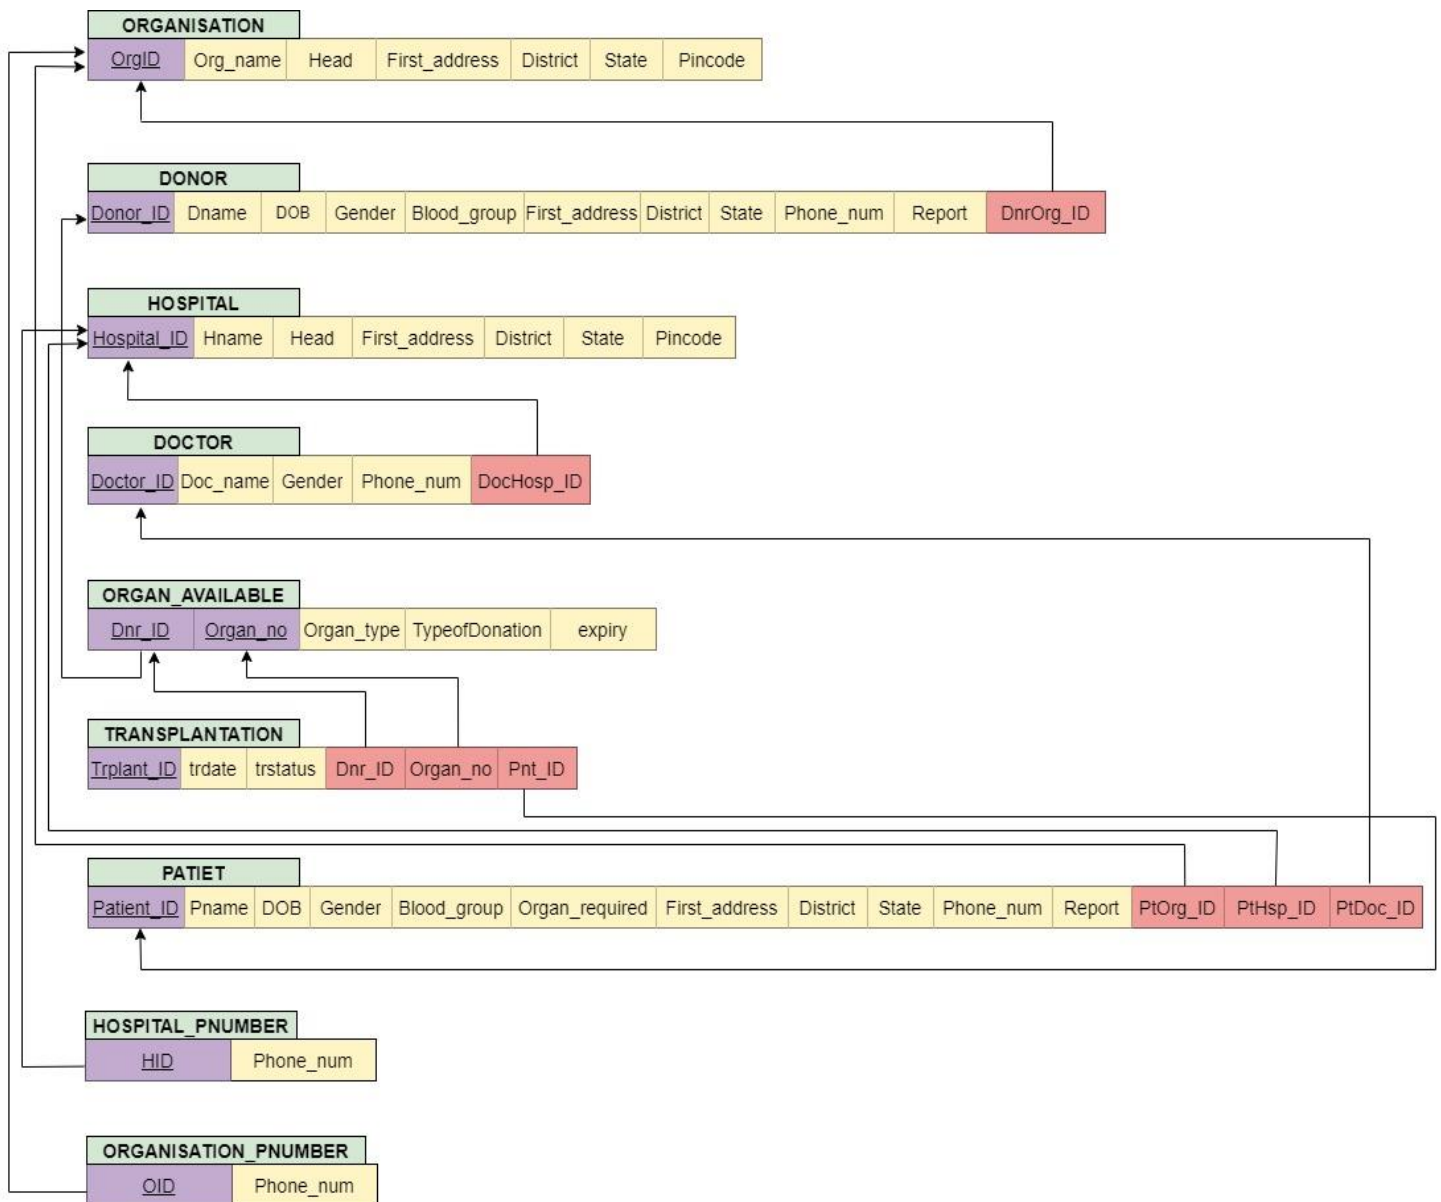 ORGANISATION
OrgID Org_name Head First_address District State Pincode
DONOR
Donor_ID Dname DOB Gender Blood_group First_address District State Phone_num Report DnrOrg_ID
HOSPITAL
Hospital_ID Hname Head First_address District State Pincode
DOCTOR
Doctor_ID Doc_name Gender Phone_num DocHosp_ID
ORGAN_AVAILABLE
Dnr_ID Organ_no Organ_type TypeofDonation expiry
TRANSPLANTATION
Trplant_ID trdate trstatus Dnr_ID Organ_no Pnt_ID
PATIET
Patient_ID Pname DOB Gender Blood_group Organ_required First_address District State Phone_num Report PtOrg_ID PtHsp_ID PtDoc_ID
HOSPITAL_PNUMBER
HID Phone_num
ORGANISATION_PNUMBER
OID Phone_num